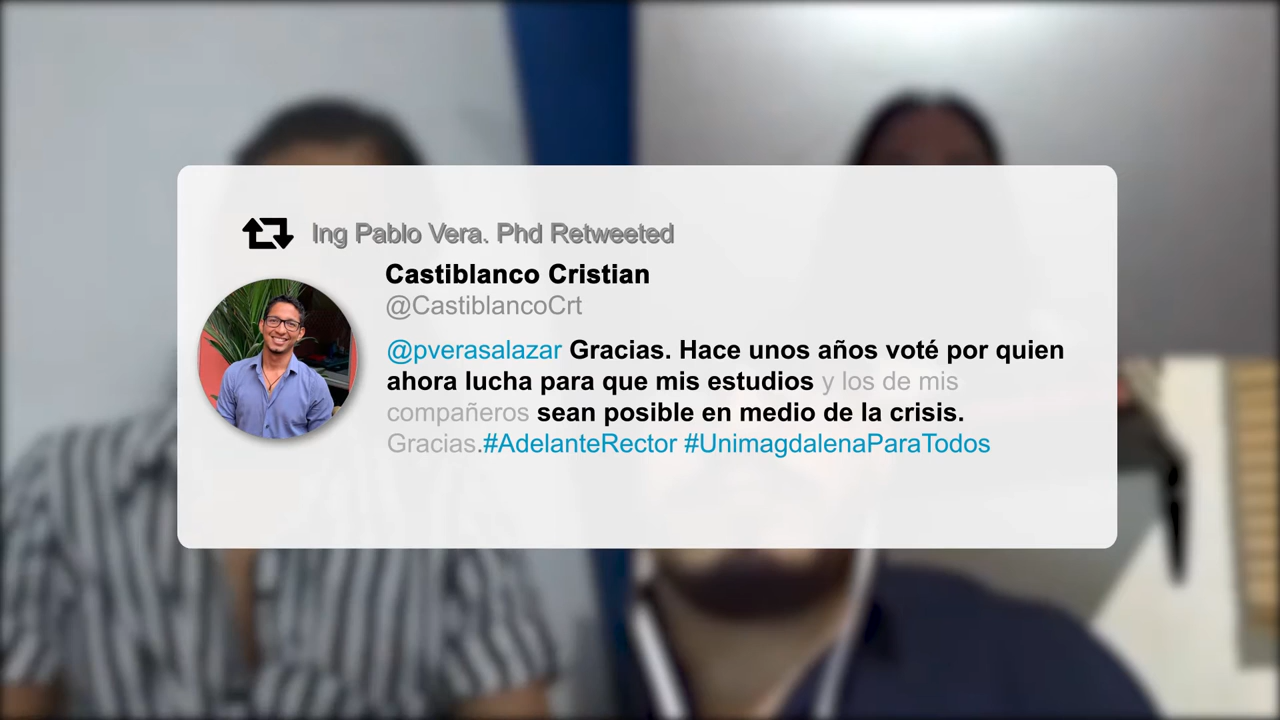 Ing Pablo Vera. Phd Retweeted
Castiblanco Cristian
@CastiblancoCrt
@pverasalazar Gracias. Hace unos años voté por quien
ahora lucha para que mis estudios y los de mis
compañeros sean posible en medio de la crisis.
Gracias.#AdelanteRector #UnimagdalenaParaTodos